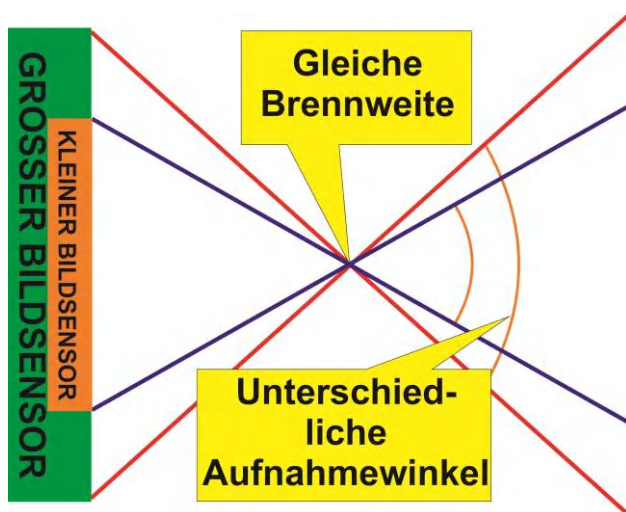 GROSSER BILDSENSOR
KLEINER BILDSENSOR
Gleiche
Brennweite
Unterschied-
liche
Aufnahmewinkel